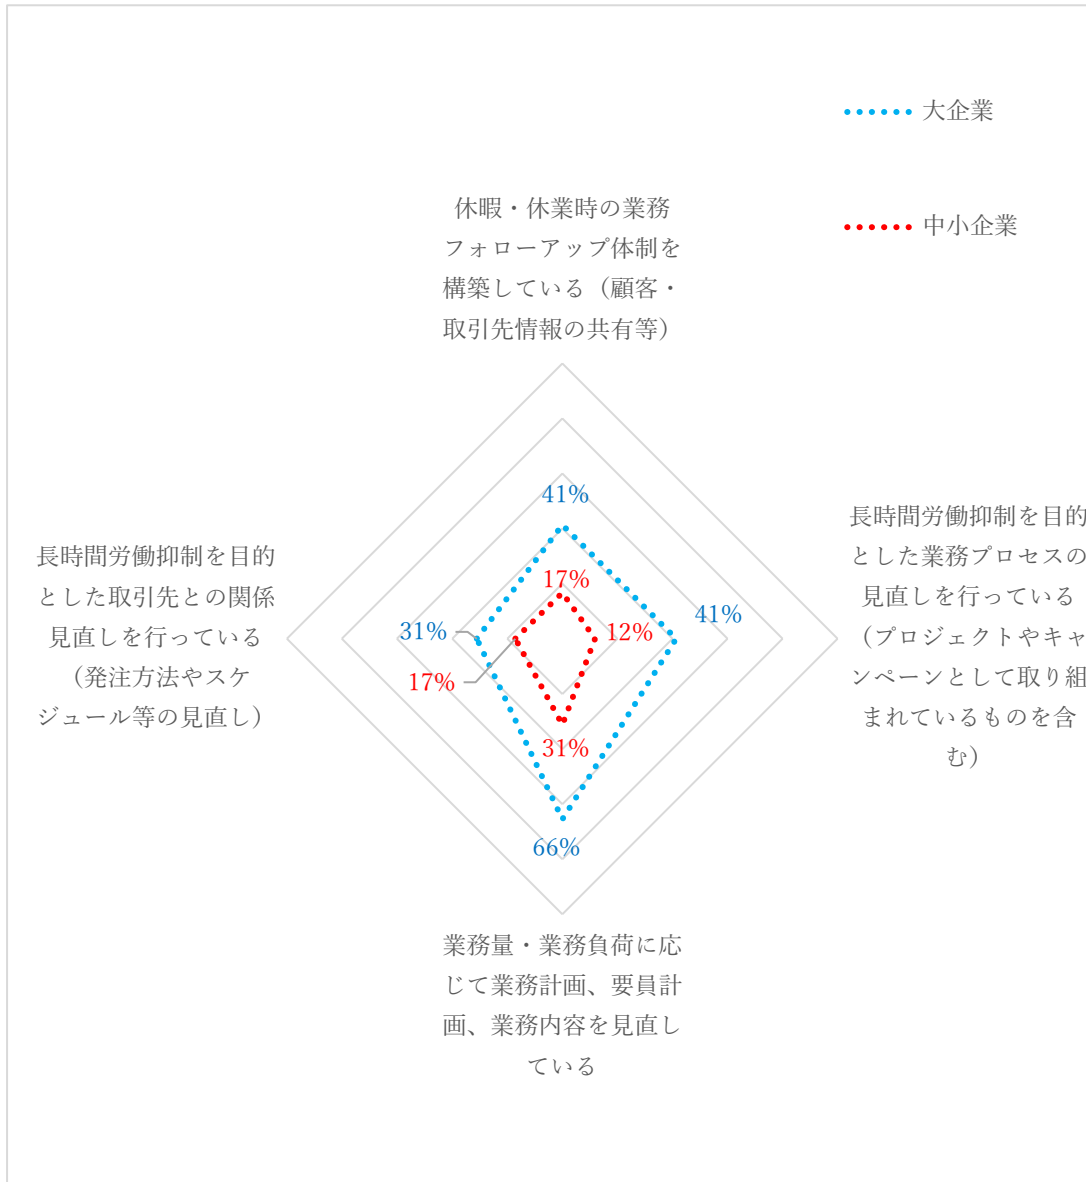 大企業
中小企業
休暇・休業時の業務
フォローアップ体制を
構築している（顧客・
取引先情報の共有等）
41%
17%
長時間労働抑制を目的
とした業務プロセスの
見直しを行っている
（プロジェクトやキャ
ンペーンとして取り組
まれているものを含
む）
41%
12%
長時間労働抑制を目的
とした取引先との関係
見直しを行っている
（発注方法やスケ
ジュール等の見直し）
31%
17%
31%
66%
業務量・業務負荷に応
じて業務計画、要員計
画、業務内容を見直し
ている